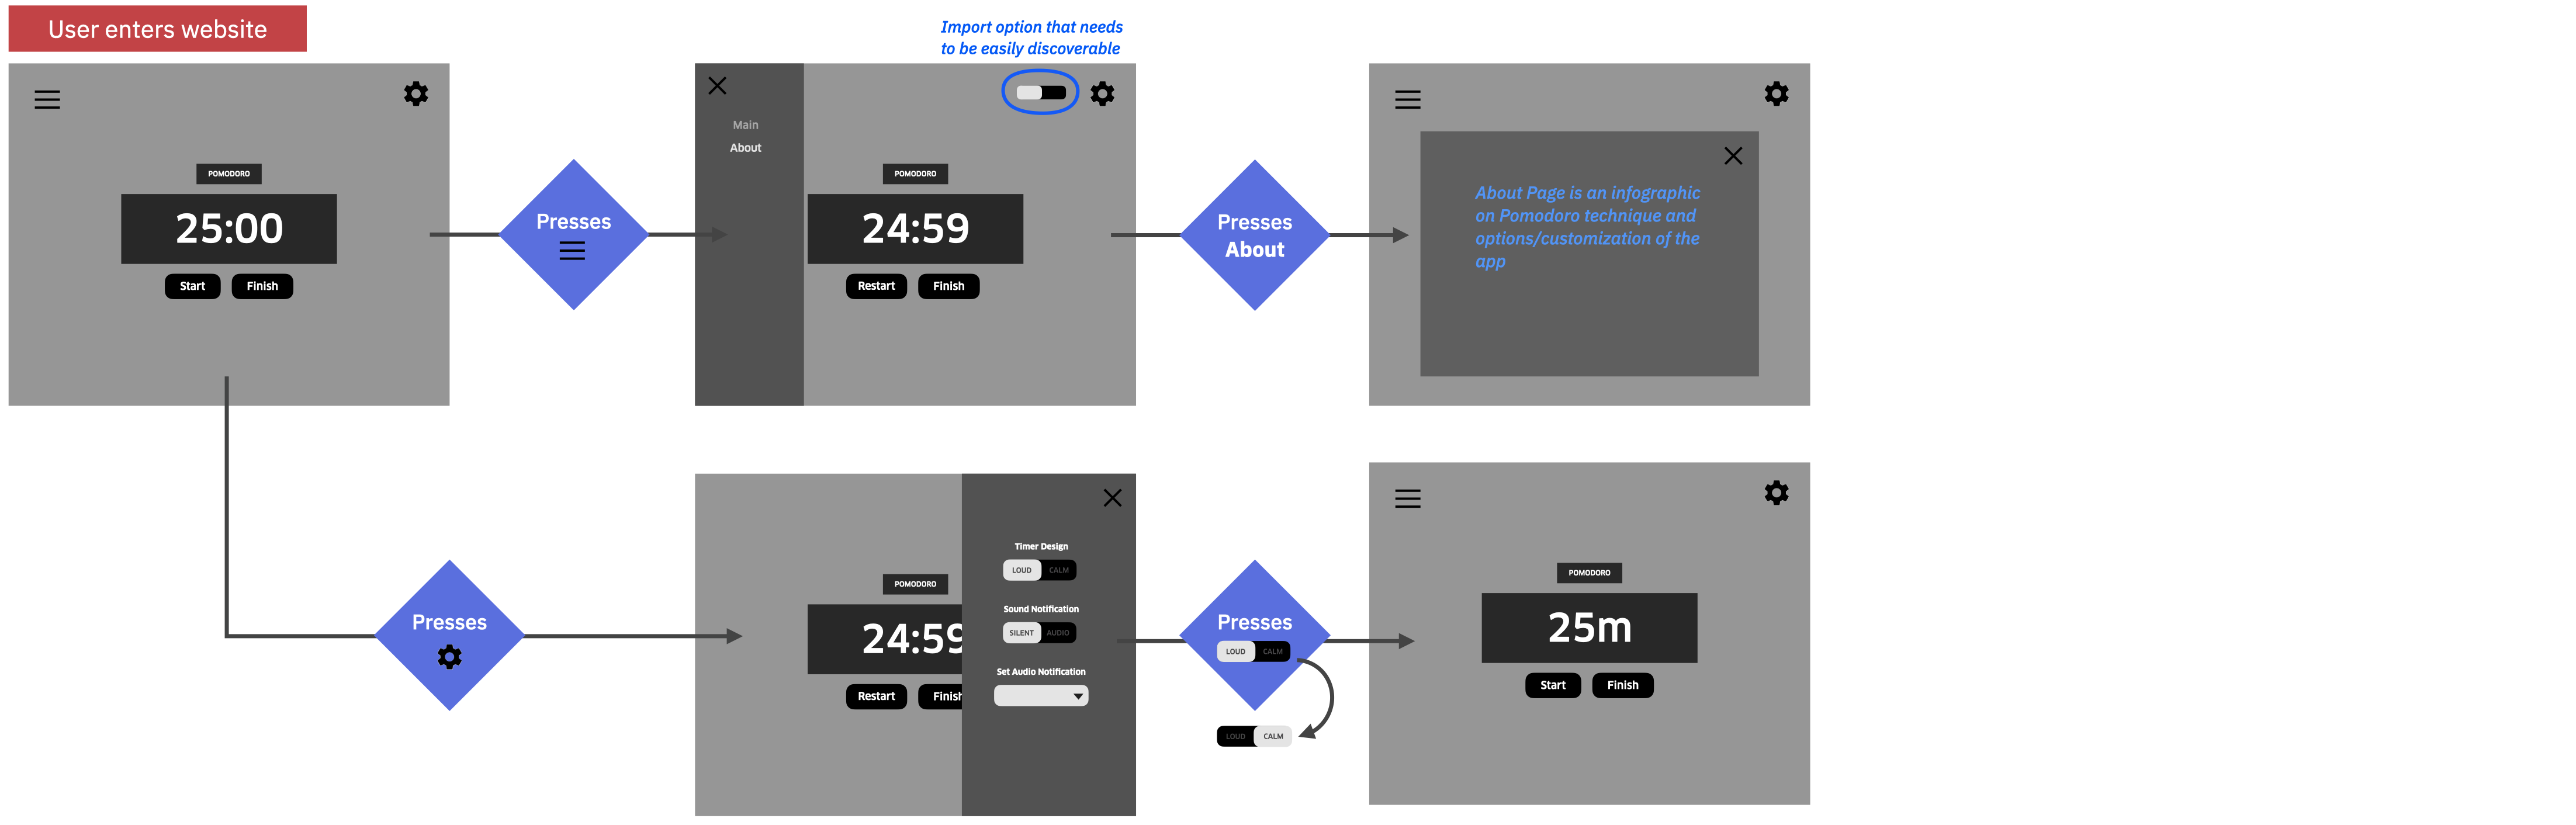 User enters website
Import option that needs
to be easily discoverable
POMODORO
25:00
Start
Finish
Presses
Main
About
POMODORO
24:59
Restart
Finish
Presses
About
About Page is an infographic
on Pomodoro technique and
options/customization of the
app
Presses
POMODORO
24:59
Restart
Finish
Timer Design
LOUD
CALM
Sound Notification
SILENT
AUDIO
Set Audio Notification
Presses
LOUD
CALM
LOUD
CALM
POMODORO
25m
Start
Finish